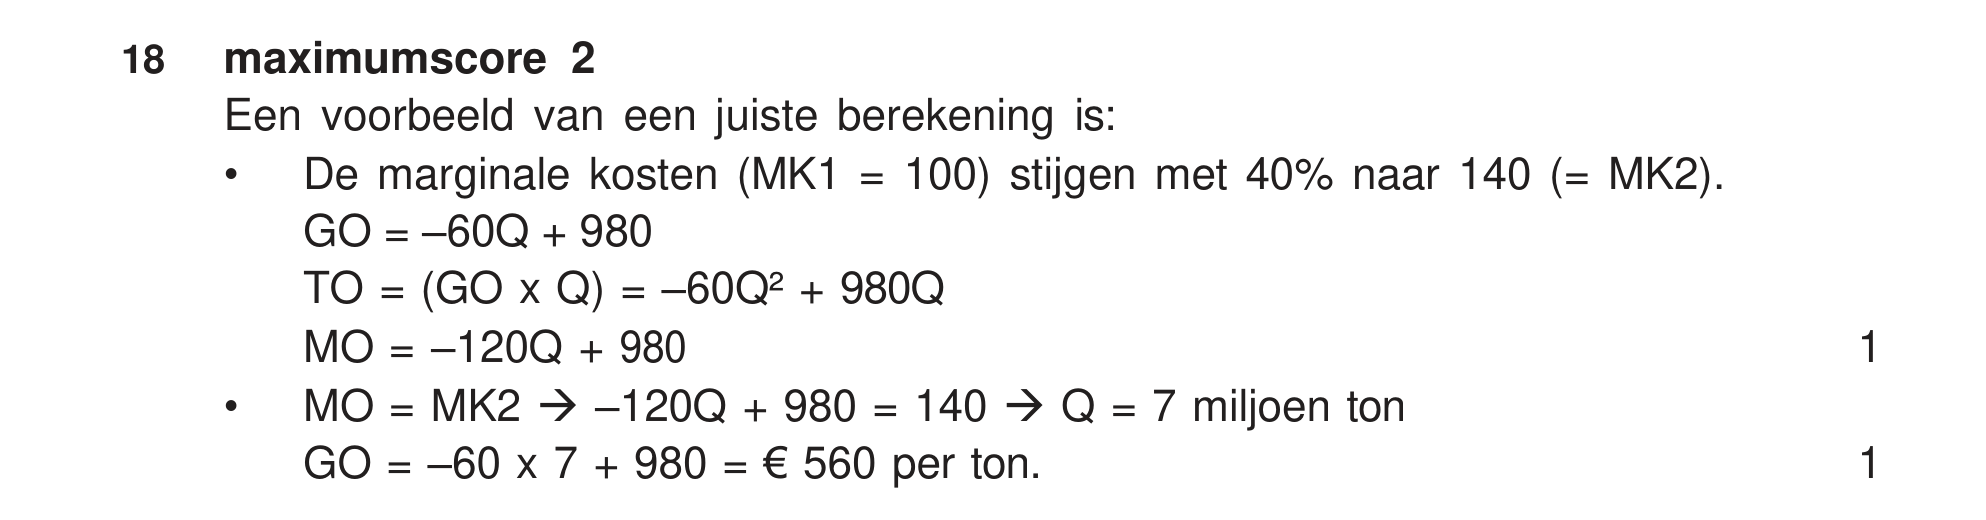 18 maximumscore 2
Een voorbeeld van een juiste berekening is:
• De marginale kosten (MK1 = 100) stijgen met 40% naar 140 (= MK2).
GO = –60Q + 980
TO = (GO x Q) = –60Q² + 980Q
MO = –120Q + 980 1
• MO = MK2 → –120Q + 980 = 140 → Q = 7 miljoen ton
GO = –60 x 7 + 980 = € 560 per ton. 1